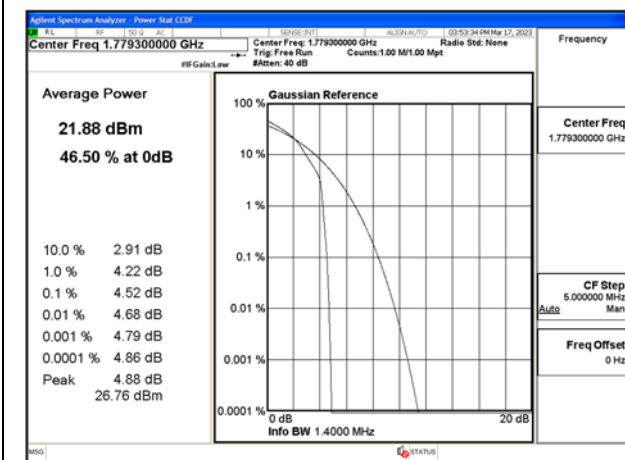 Agilent Spectrum Analyzer - Power Stat CCDF
RL RF 50 Ω AC SENSE:INT ALIGN AUTO 03:53:34 PM Mar 17, 2023
Center Freq 1.779300000 GHz
Center Freq: 1.779300000 GHz Radio Std: None
Trig: Free Run Counts:1.00 M/1.00 Mpt
#IFGain:Low #Atten: 40 dB
Frequency
Average Power
21.88 dBm
46.50 % at 0dB
10.0 % 2.91 dB
1.0 % 4.22 dB
0.1 % 4.52 dB
0.01 % 4.68 dB
0.001 % 4.79 dB
0.0001 % 4.86 dB
Peak 4.88 dB
26.76 dBm
Gaussian Reference
100 %
10 %
1 %
0.1 %
0.01 %
0.001 %
0.0001 %
0 dB 20 dB
Info BW 1.4000 MHz
Center Freq
1.779300000 GHz
CF Step
5.000000 MHz
Auto Man
Freq Offset
0 Hz
MSG STATUS